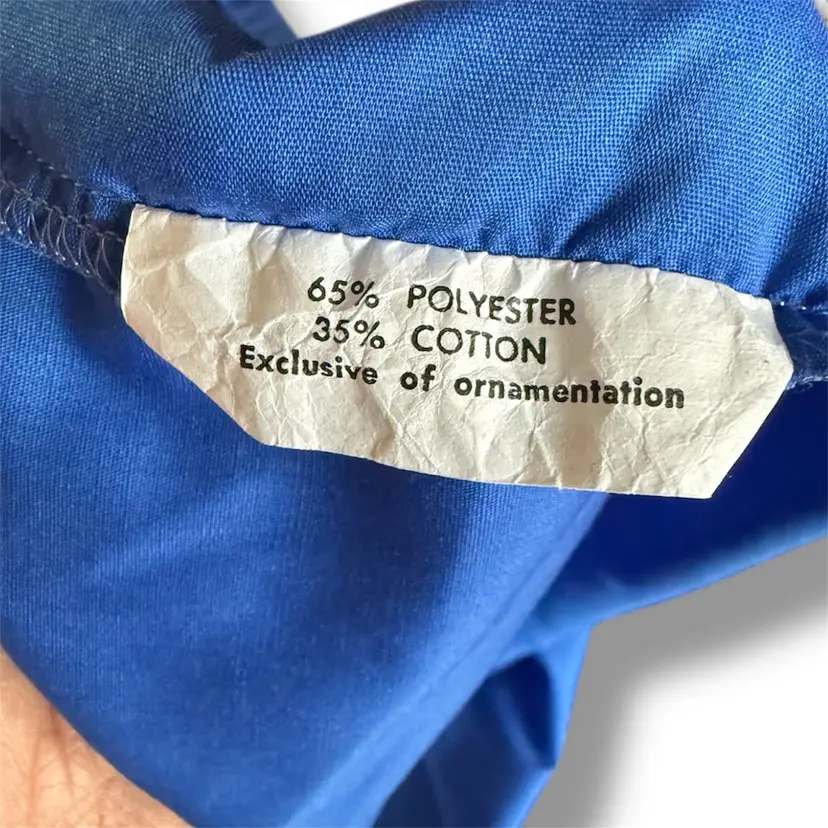 65% POLYESTER
35% COTTON
Exclusive of ornamentation